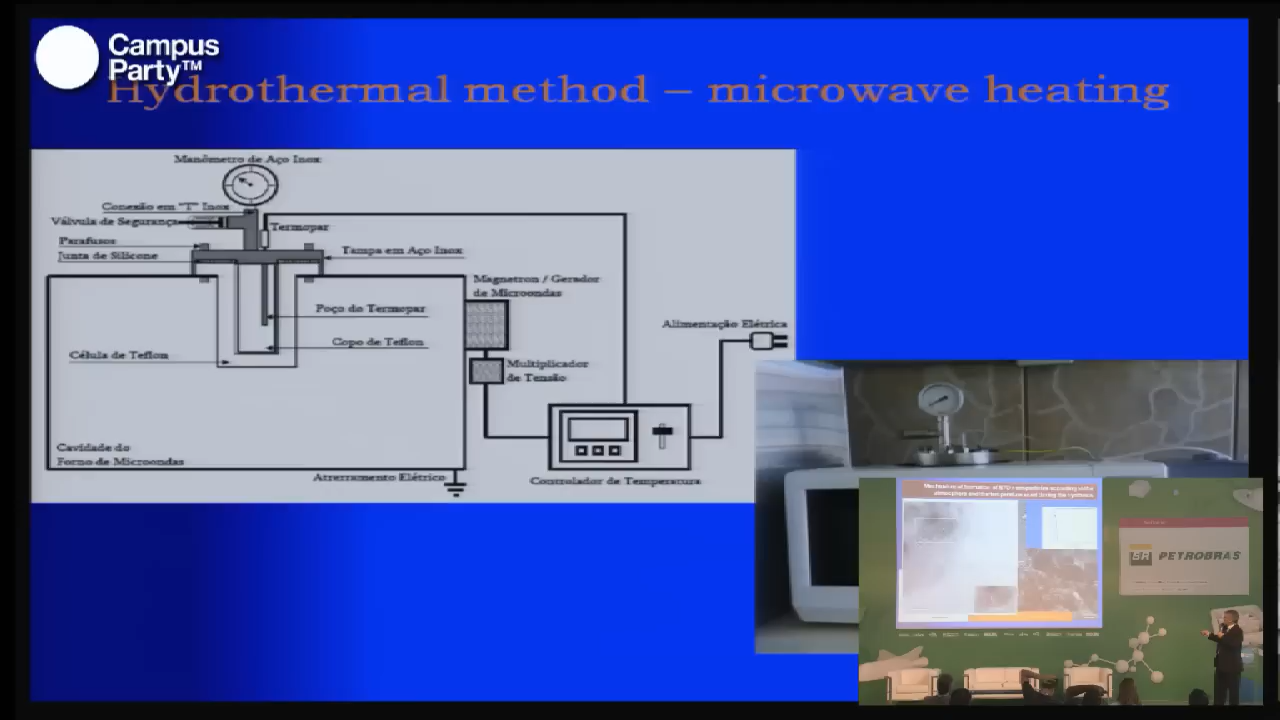 Campus
Party™
Hydrothermal method – microwave heating
Manômetro de Aço Inox
Conexão em "T" Inox
Válvula de Segurança
Termopar
Parafusos
Junta de Silicone
Tampa em Aço Inox
Magnetron / Gerador
de Microondas
Poço do Termopar
Alimentação Elétrica
Copo de Teflon
Célula de Teflon
Multiplicador
de Tensão
Cavidade do
Forno de Microondas
Aterramento Elétrico
Controlador de Temperatura
BR PETROBRAS